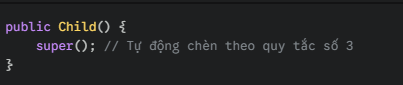 public Child() {
    super(); // Tự động chèn theo quy tắc số 3
}